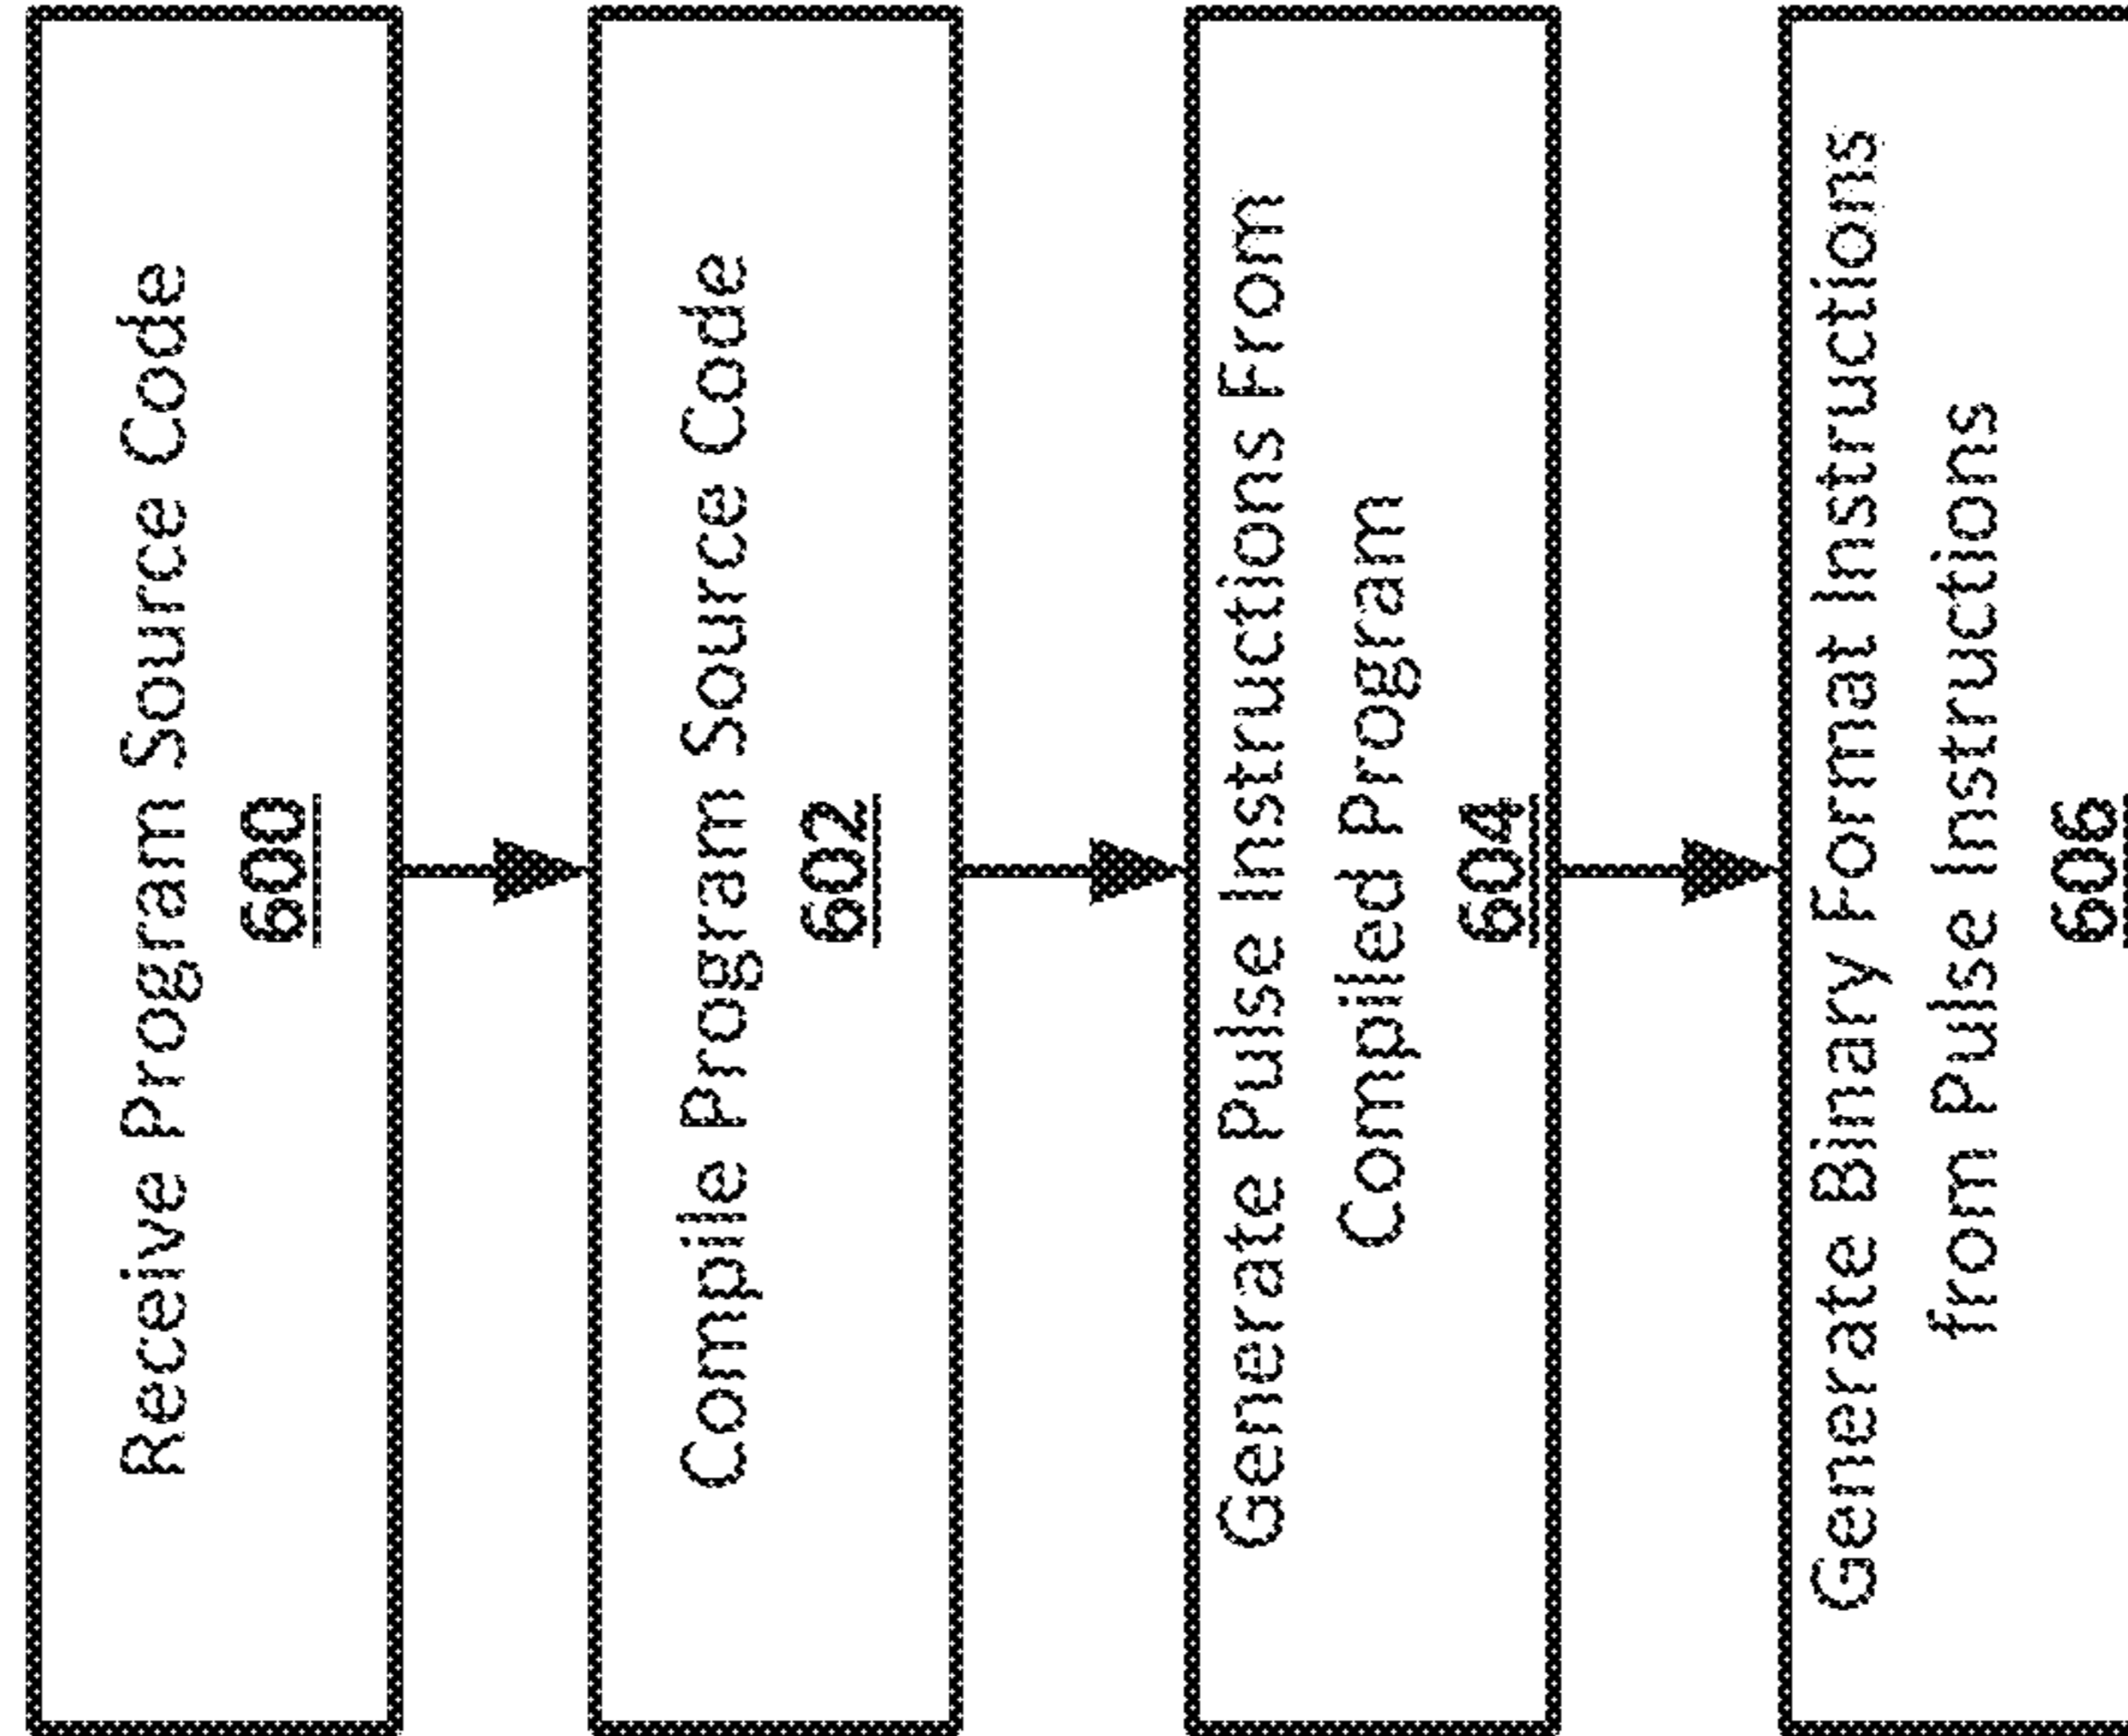 Receive Program Source Code
600
Compile Program Source Code
602
Generate Pulse Instructions From
Compiled Program
604
Generate Binary Format Instructions
from Pulse Instructions
606